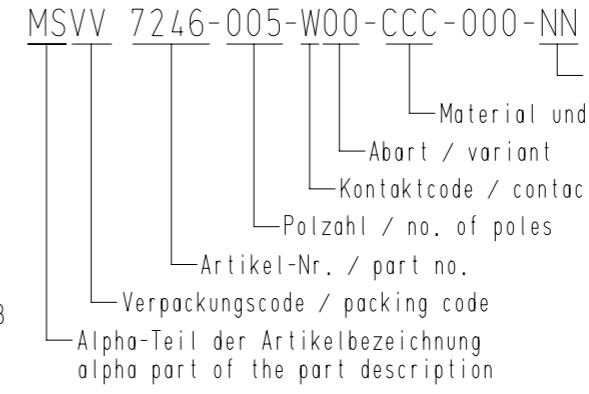 MSVV 7246-005-W00-CCC-000-NN
Material und
Abart / variant
Kontaktcode / contac
Polzahl / no. of poles
Artikel-Nr. / part no.
Verpackungscode / packing code
Alpha-Teil der Artikelbezeichnung
alpha part of the part description